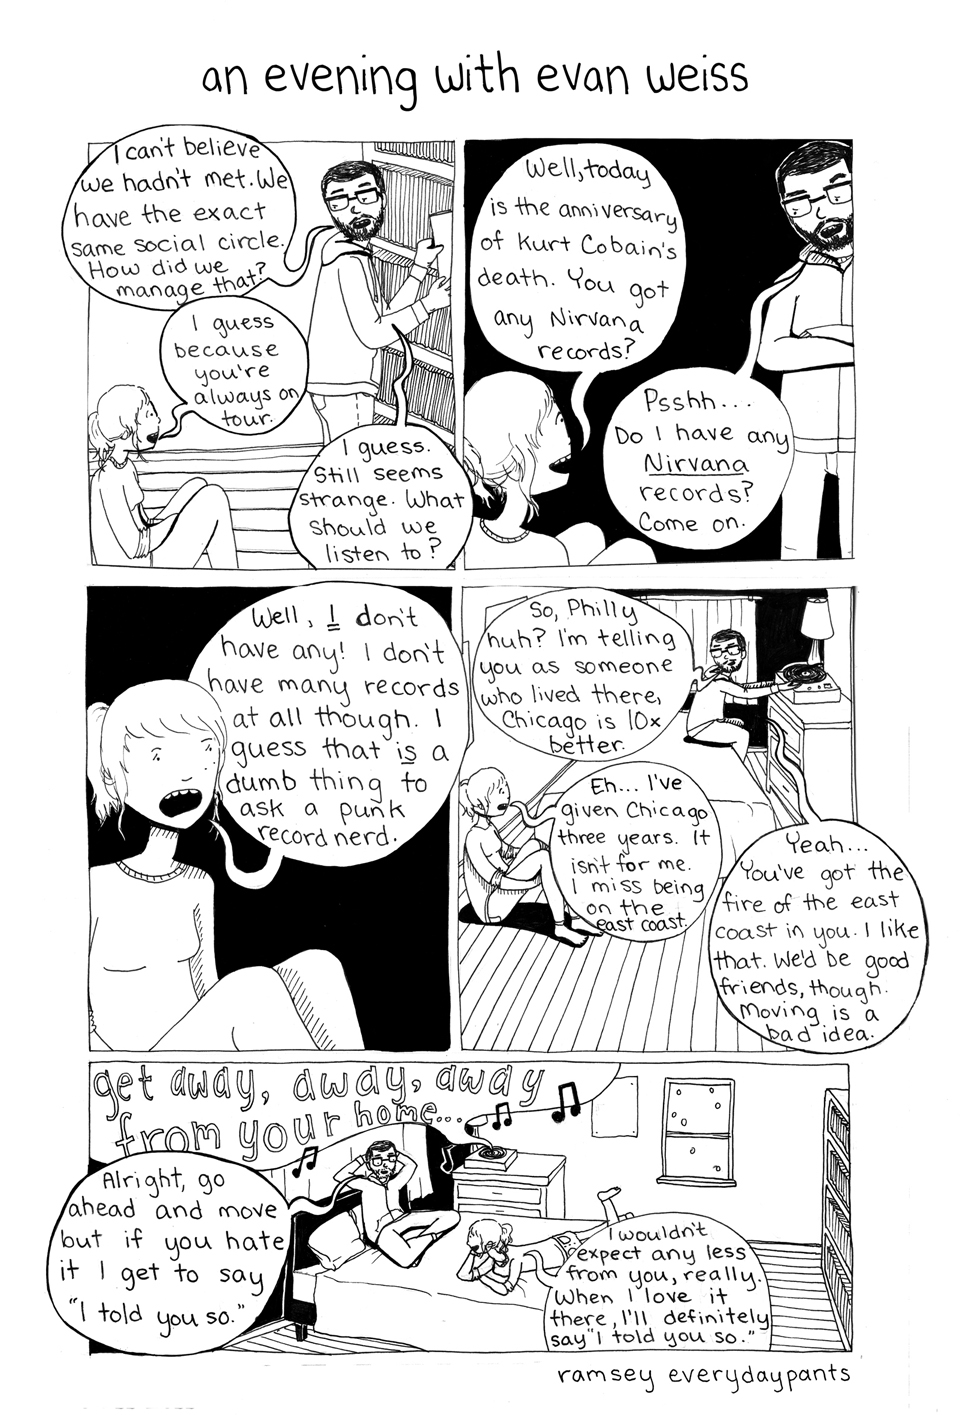 an evening with evan weiss
I can't believe
we hadn't met. We
have the exact
same social circle.
How did we
manage that?
I guess
because
you're
always on
tour.
I guess.
Still seems
strange. What
should we
listen to?
Well, today
is the anniversary
of Kurt Cobain's
death. You got
any Nirvana
records?
Psshh...
Do I have any
Nirvana
records?
Come on.
Well, I don't
have any! I don't
have many records
at all though. I
guess that is a
dumb thing to
ask a punk
record nerd.
So, Philly
huh? I'm telling
you as someone
who lived there,
Chicago is 10x
better.
Eh... I've
given Chicago
three years. It
isn't for me.
I miss being
on the
east coast.
Yeah...
You've got the
fire of the east
coast in you. I like
that. We'd be good
friends, though.
Moving is a
bad idea.
get away, away, away
from your home...
Alright, go
ahead and move
but if you hate
it I get to say
"I told you so."
I wouldn't
expect any less
from you, really.
When I love it
there, I'll definitely
say "I told you so."
ramsey everydaypants